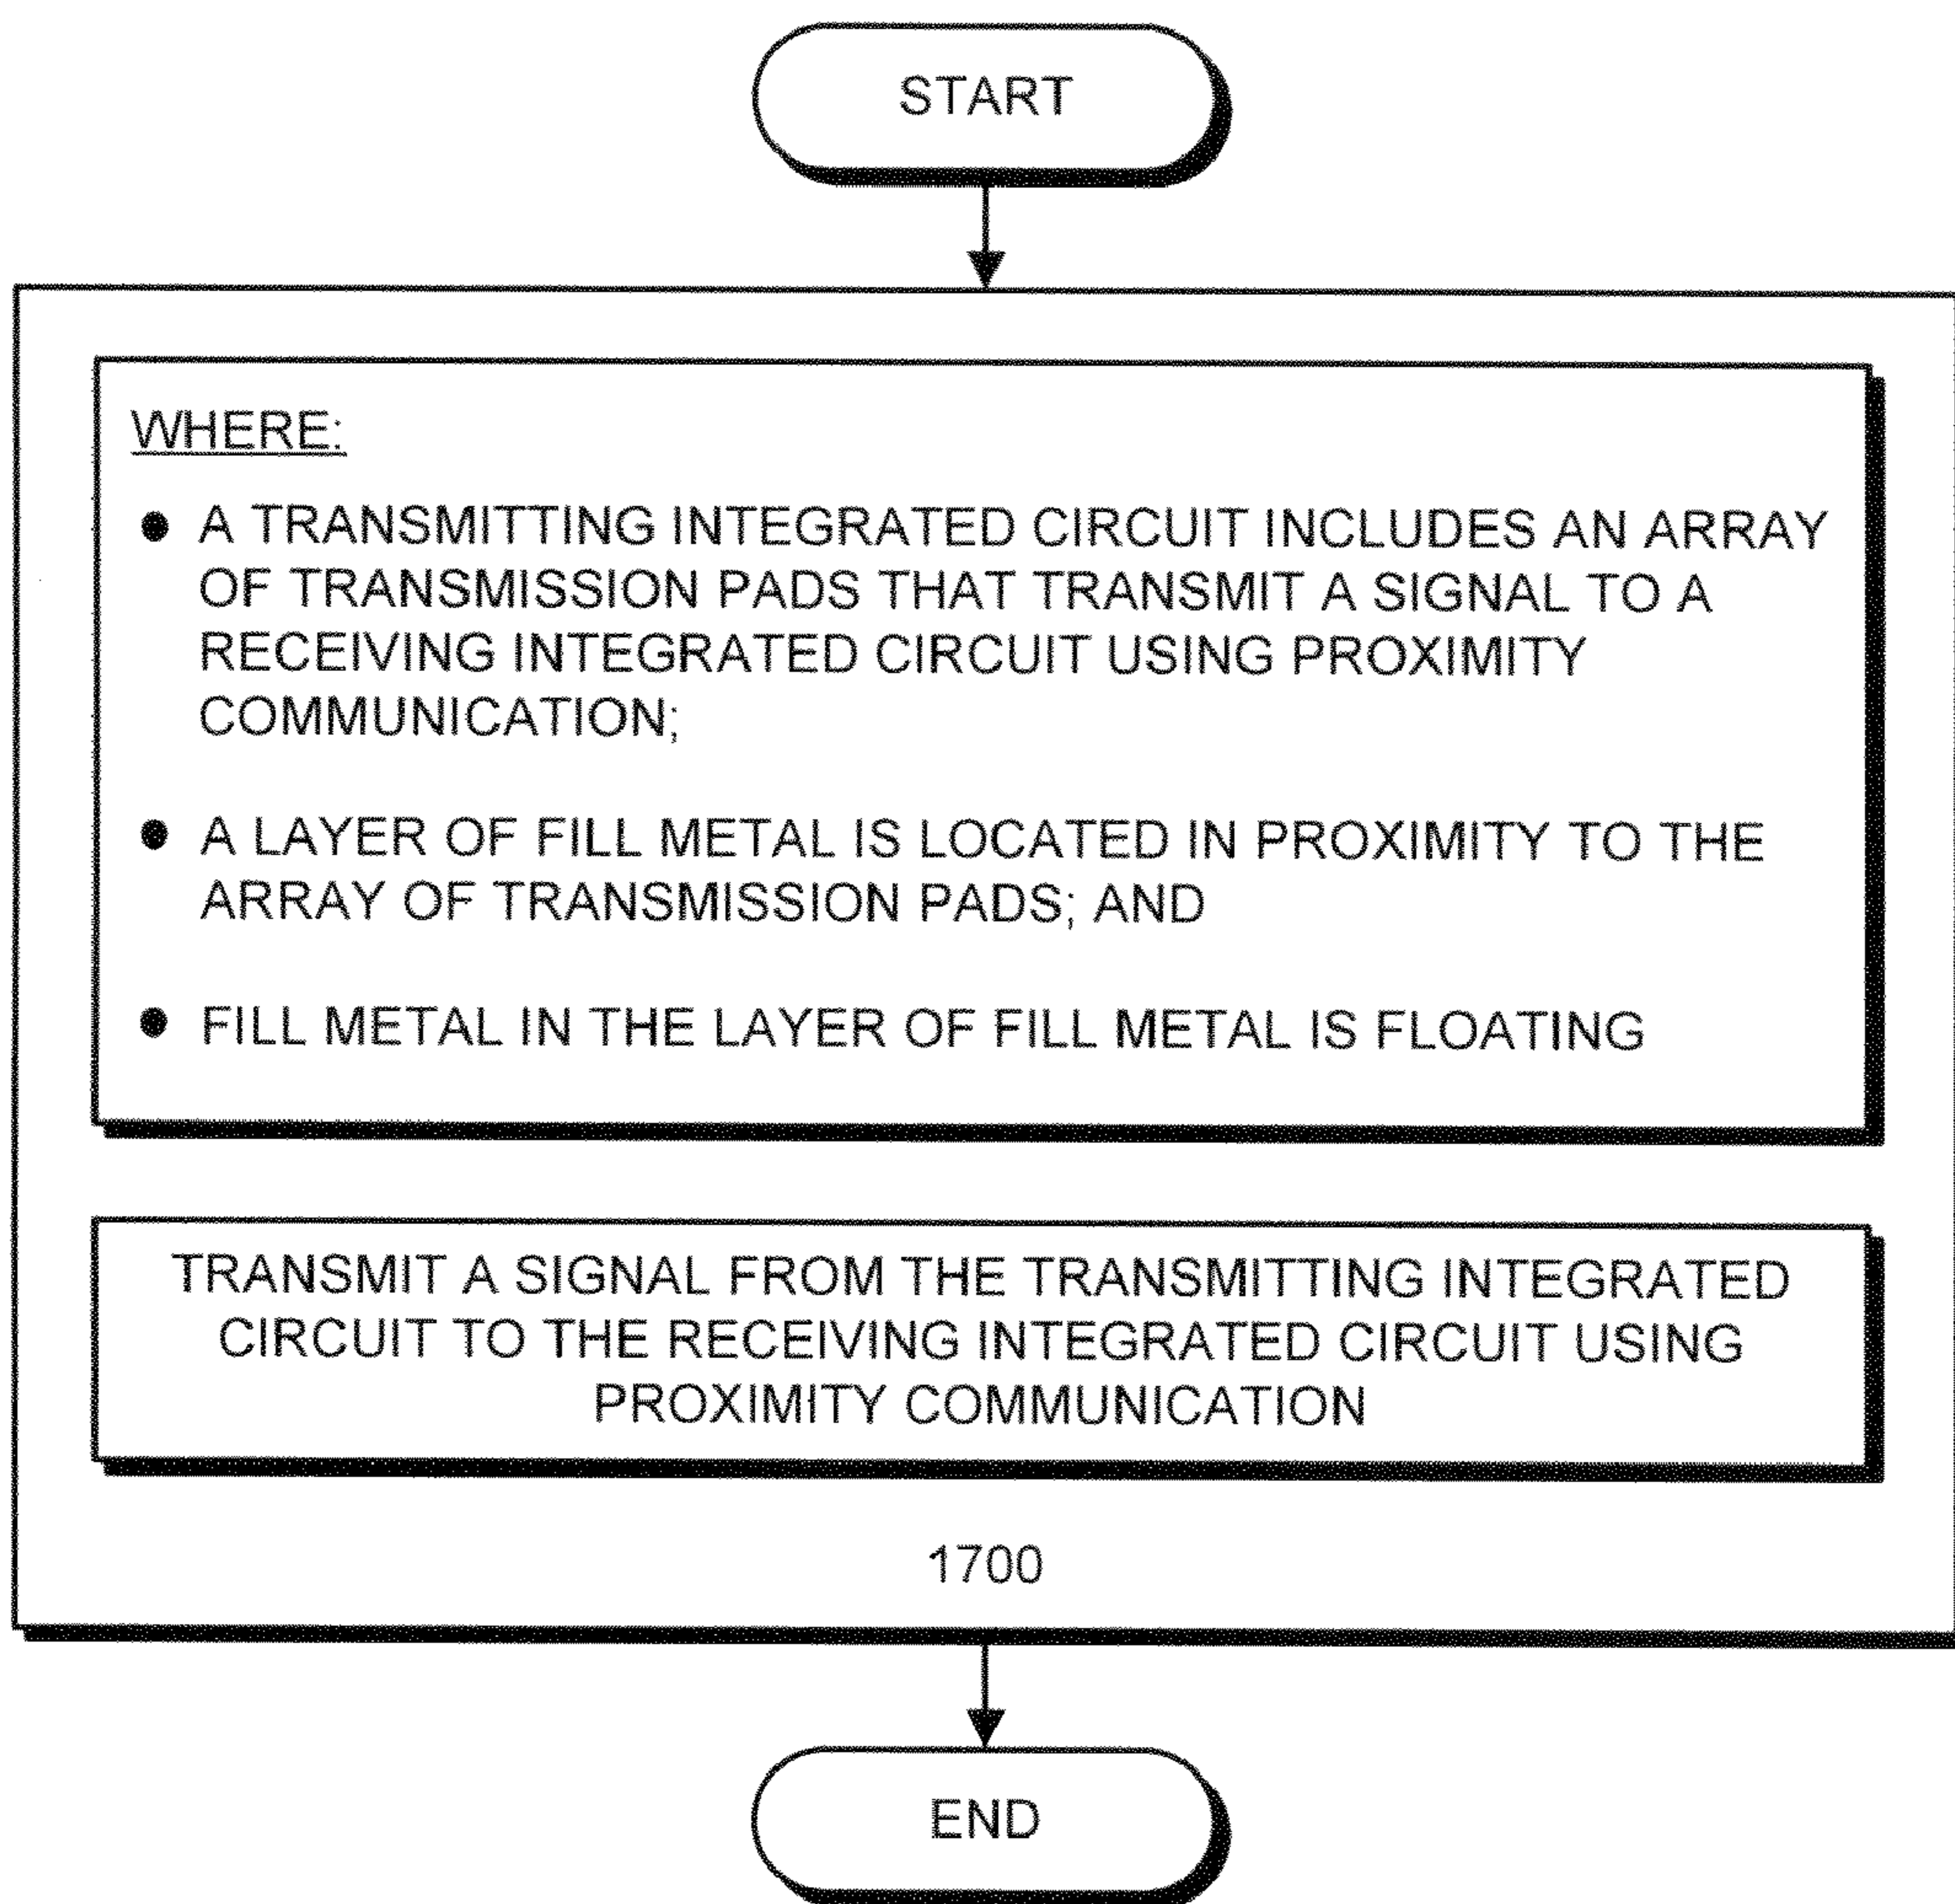 START
WHERE:
● A TRANSMITTING INTEGRATED CIRCUIT INCLUDES AN ARRAY
OF TRANSMISSION PADS THAT TRANSMIT A SIGNAL TO A
RECEIVING INTEGRATED CIRCUIT USING PROXIMITY
COMMUNICATION;
● A LAYER OF FILL METAL IS LOCATED IN PROXIMITY TO THE
ARRAY OF TRANSMISSION PADS; AND
● FILL METAL IN THE LAYER OF FILL METAL IS FLOATING
TRANSMIT A SIGNAL FROM THE TRANSMITTING INTEGRATED
CIRCUIT TO THE RECEIVING INTEGRATED CIRCUIT USING
PROXIMITY COMMUNICATION
1700
END